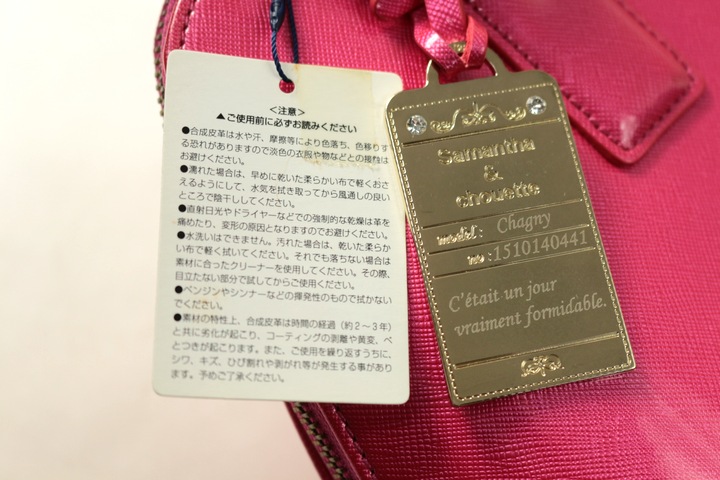 <注意>
▲ご使用前に必ずお読みください
●合成皮革は水や汗、摩擦等により色落ち、色移りす
る恐れがありますので淡色の衣服や物などとの接触は
お避けください。
●濡れた場合は、早めに乾いた柔らかい布で軽くおさ
えるようにして、水気を拭き取ってから風通しの良い
ところで陰干ししてください。
●直射日光やドライヤーなどでの強制的な乾燥は革を
痛めたり、変形の原因となりますのでお避けください。
●水洗いはできません。汚れた場合は、乾いた柔らか
い布で軽く拭いてください。それでも落ちない場合は
素材に合ったクリーナーを使用してください。その際、
目立たない部分で試してからご使用ください。
●ベンジンやシンナーなどの揮発性のもので拭かない
でください。
●素材の特性上、合成皮革は時間の経過（約2～3年）
と共に劣化が起こり、コーティングの剥離や黄変、べ
とつきが起こります。また、ご使用を繰り返すうちに、
シワ、キズ、ひび割れや剥がれ等が発生する事があり
ます。予めご了承ください。
Samantha
&
chouette
model: Chagny
no:1510140441
C'était un jour
vraiment formidable.